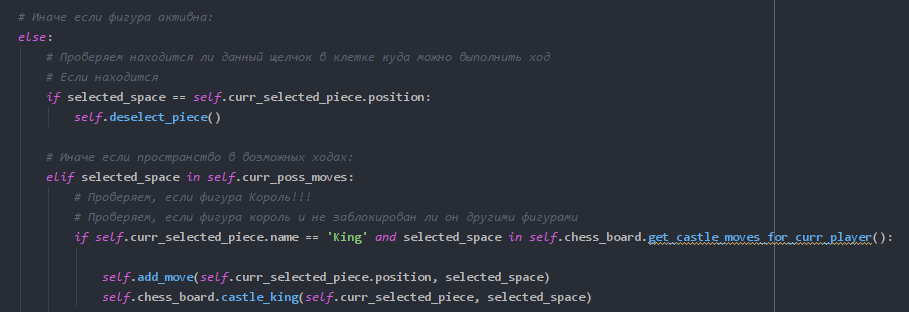 # Иначе если фигура активна:
else:
# Проверяем находится ли данный щелчок в клетке куда можно выполнить ход
# Если находится
if selected_space == self.curr_selected_piece.position:
self.deselect_piece()
# Иначе если пространство в возможных ходах:
elif selected_space in self.curr_poss_moves:
# Проверяем, если фигура Король!!!
# Проверяем, если фигура король и не заблокирован ли он другими фигурами
if self.curr_selected_piece.name == 'King' and selected_space in self.chess_board.get_castle_moves_for_curr_player():
self.add_move(self.curr_selected_piece.position, selected_space)
self.chess_board.castle_king(self.curr_selected_piece, selected_space)